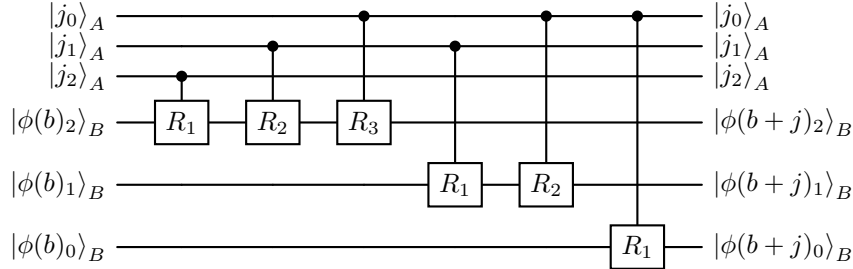 |j₀⟩_A |j₀⟩_A
|j₁⟩_A |j₁⟩_A
|j₂⟩_A |j₂⟩_A
|ϕ(b)₂⟩_B R₁ R₂ R₃ |ϕ(b + j)₂⟩_B
|ϕ(b)₁⟩_B R₁ R₂ |ϕ(b + j)₁⟩_B
|ϕ(b)₀⟩_B R₁ |ϕ(b + j)₀⟩_B